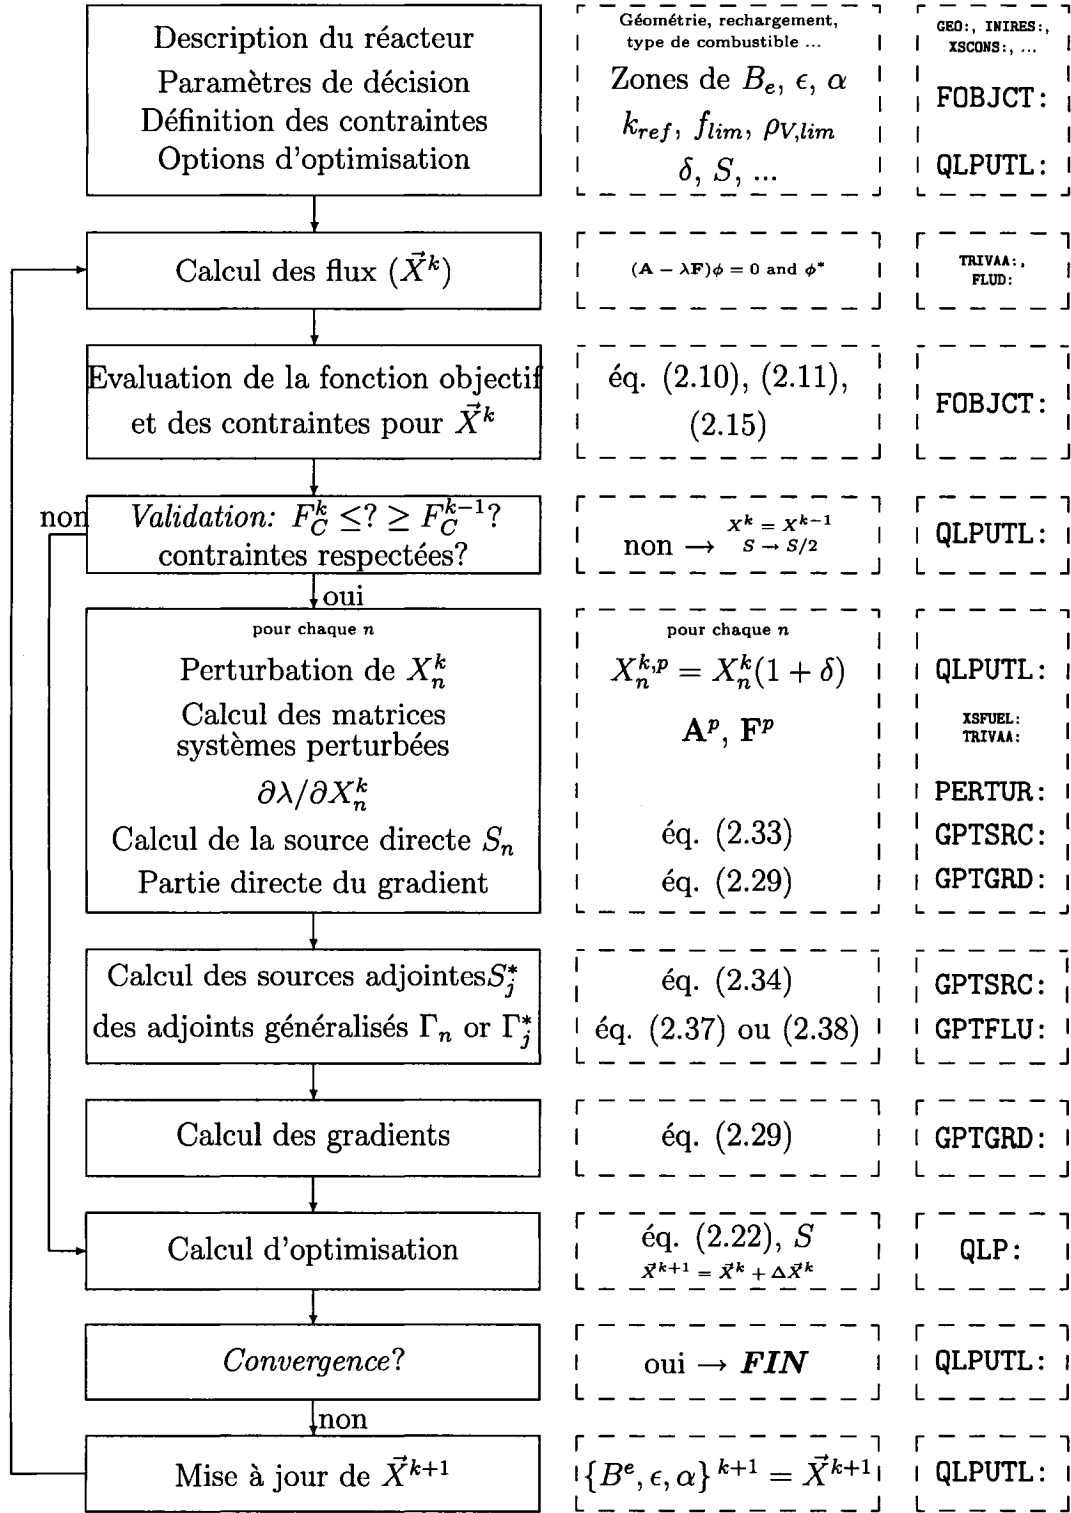 Description du réacteur
Paramètres de décision
Définition des contraintes
Options d'optimisation
Géométrie, rechargement,
type de combustible ...
Zones de B_e, ϵ, α
k_{ref}, f_{lim}, ρ_{V,lim}
δ, S, ...
GEO:, INIRES:,
XSCONS:, ...
FOBJCT:
QLPUTL:
Calcul des flux (X⃗^k)
(A − λF)ϕ = 0 and ϕ*
TRIVAA:,
FLUD:
Evaluation de la fonction objectif
et des contraintes pour X⃗^k
éq. (2.10), (2.11),
(2.15)
FOBJCT:
non
Validation: F_C^k ≤? ≥ F_C^{k−1}?
contraintes respectées?
non → X^k = X^{k−1}
S → S/2
QLPUTL:
oui
pour chaque n
Perturbation de X_n^k
Calcul des matrices
systèmes perturbées
∂λ/∂X_n^k
Calcul de la source directe S_n
Partie directe du gradient
pour chaque n
X_n^{k,p} = X_n^k(1 + δ)
A^p, F^p
éq. (2.33)
éq. (2.29)
QLPUTL:
XSFUEL:
TRIVAA:
PERTUR:
GPTSRC:
GPTGRD:
Calcul des sources adjointesS_j^*
des adjoints généralisés Γ_n or Γ_j^*
éq. (2.34)
éq. (2.37) ou (2.38)
GPTSRC:
GPTFLU:
Calcul des gradients
éq. (2.29)
GPTGRD:
Calcul d'optimisation
éq. (2.22), S
X⃗^{k+1} = X⃗^k + ΔX⃗^k
QLP:
Convergence?
oui → FIN
QLPUTL:
non
Mise à jour de X⃗^{k+1}
{B^e, ϵ, α}^{k+1} = X⃗^{k+1}
QLPUTL: